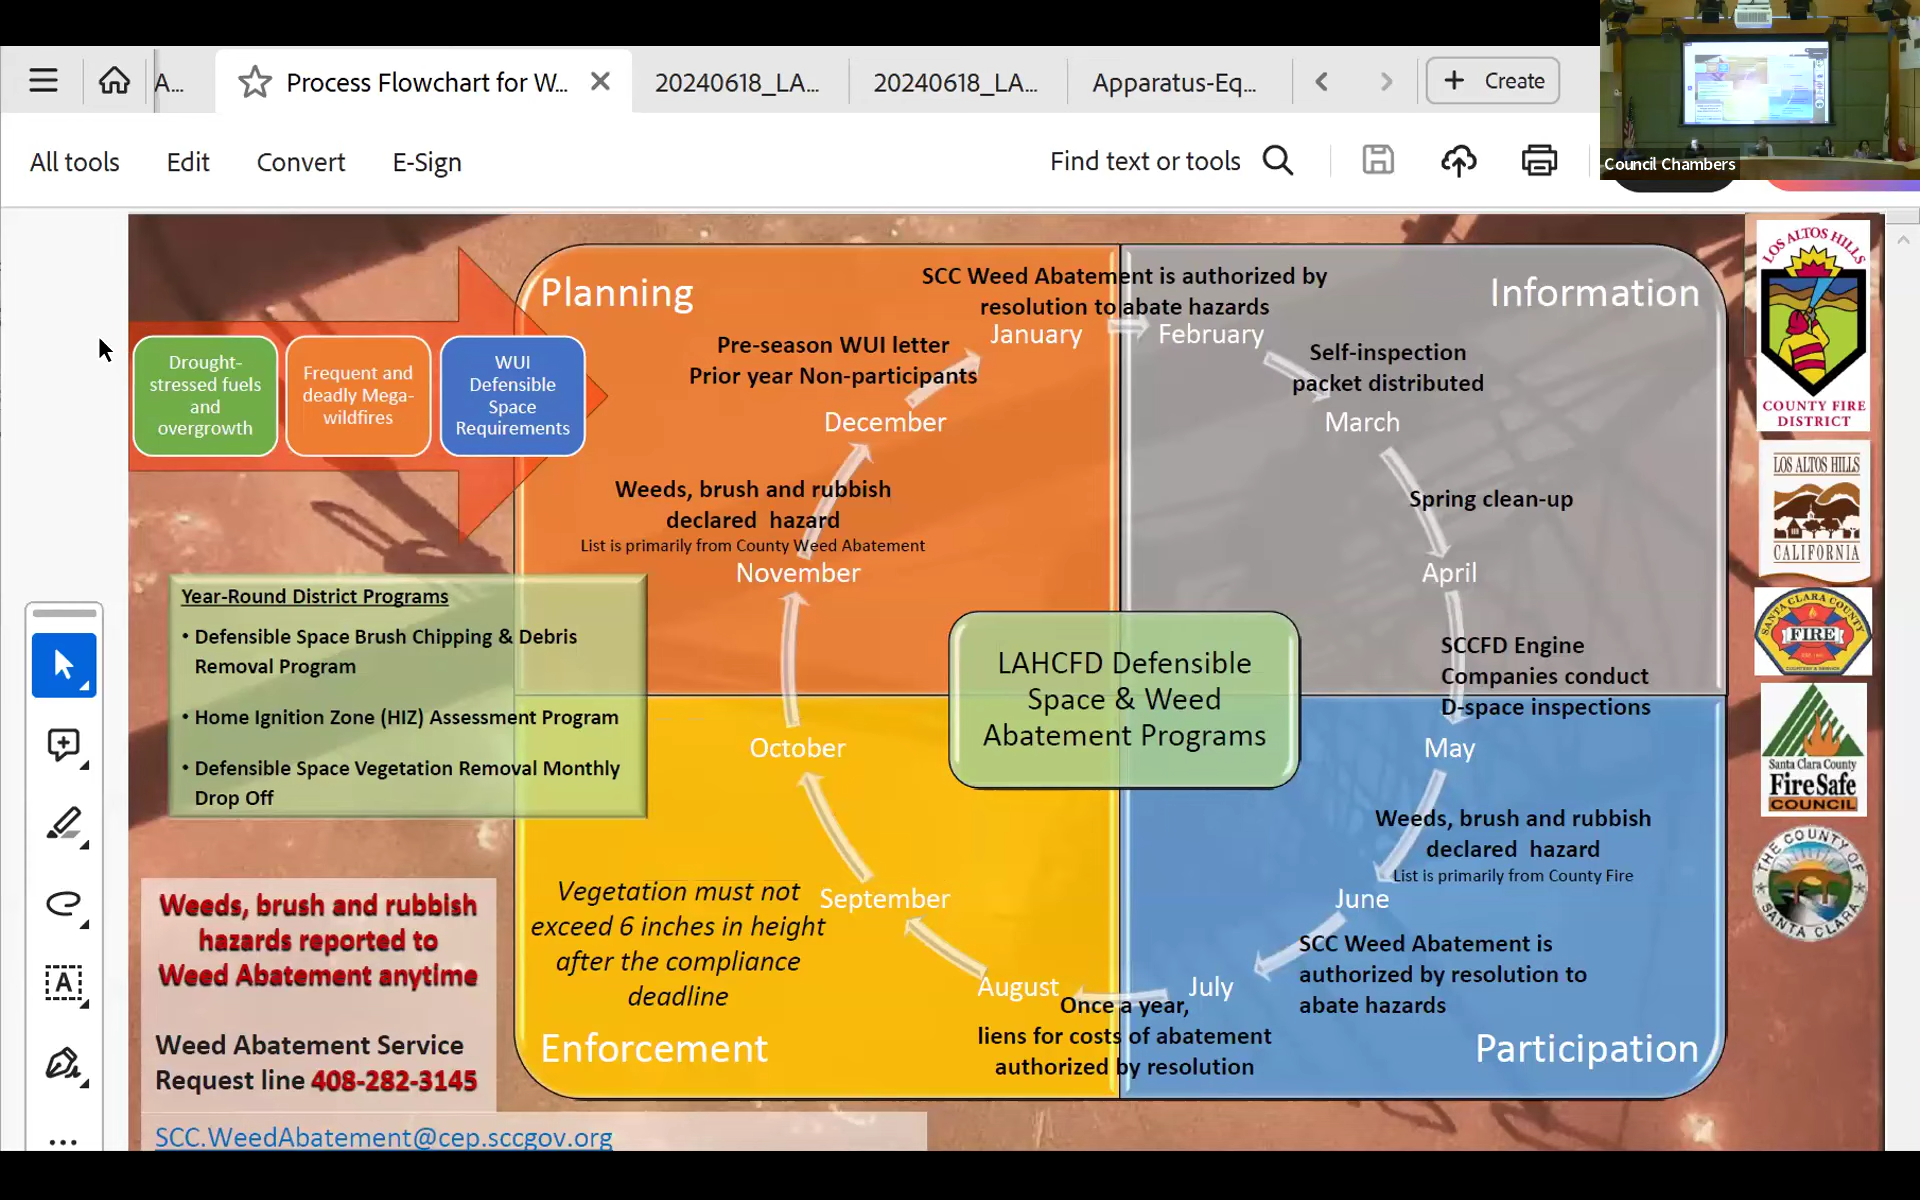 A...
Process Flowchart for W...
20240618_LA...
20240618_LA...
Apparatus-Eq...
Create
Council Chambers
All tools
Edit
Convert
E-Sign
Find text or tools
Planning
Information
SCC Weed Abatement is authorized by
resolution to abate hazards
January
February
Pre-season WUI letter
Prior year Non-participants
Self-inspection
packet distributed
Drought-
stressed fuels
and
overgrowth
Frequent and
deadly Mega-
wildfires
WUI
Defensible
Space
Requirements
December
March
Weeds, brush and rubbish
declared hazard
List is primarily from County Weed Abatement
November
Spring clean-up
April
Year-Round District Programs
• Defensible Space Brush Chipping & Debris
Removal Program
• Home Ignition Zone (HIZ) Assessment Program
• Defensible Space Vegetation Removal Monthly
Drop Off
LAHCFD Defensible
Space & Weed
Abatement Programs
SCCFD Engine
Companies conduct
D-space inspections
October
May
Weeds, brush and rubbish
declared hazard
List is primarily from County Fire
September
June
Vegetation must not
exceed 6 inches in height
after the compliance
deadline
SCC Weed Abatement is
authorized by resolution to
abate hazards
August
July
Once a year,
liens for costs of abatement
authorized by resolution
Enforcement
Participation
Weeds, brush and rubbish
hazards reported to
Weed Abatement anytime
Weed Abatement Service
Request line 408-282-3145
SCC.WeedAbatement@cep.sccgov.org
LOS ALTOS HILLS
COUNTY FIRE
DISTRICT
LOS ALTOS HILLS
CALIFORNIA
SANTA CLARA COUNTY
FIRE
Santa Clara County
FireSafe
COUNCIL
THE COUNTY OF
SANTA CLARA